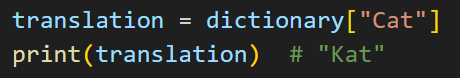 translation = dictionary["Cat"]
print(translation)  # "Kat"